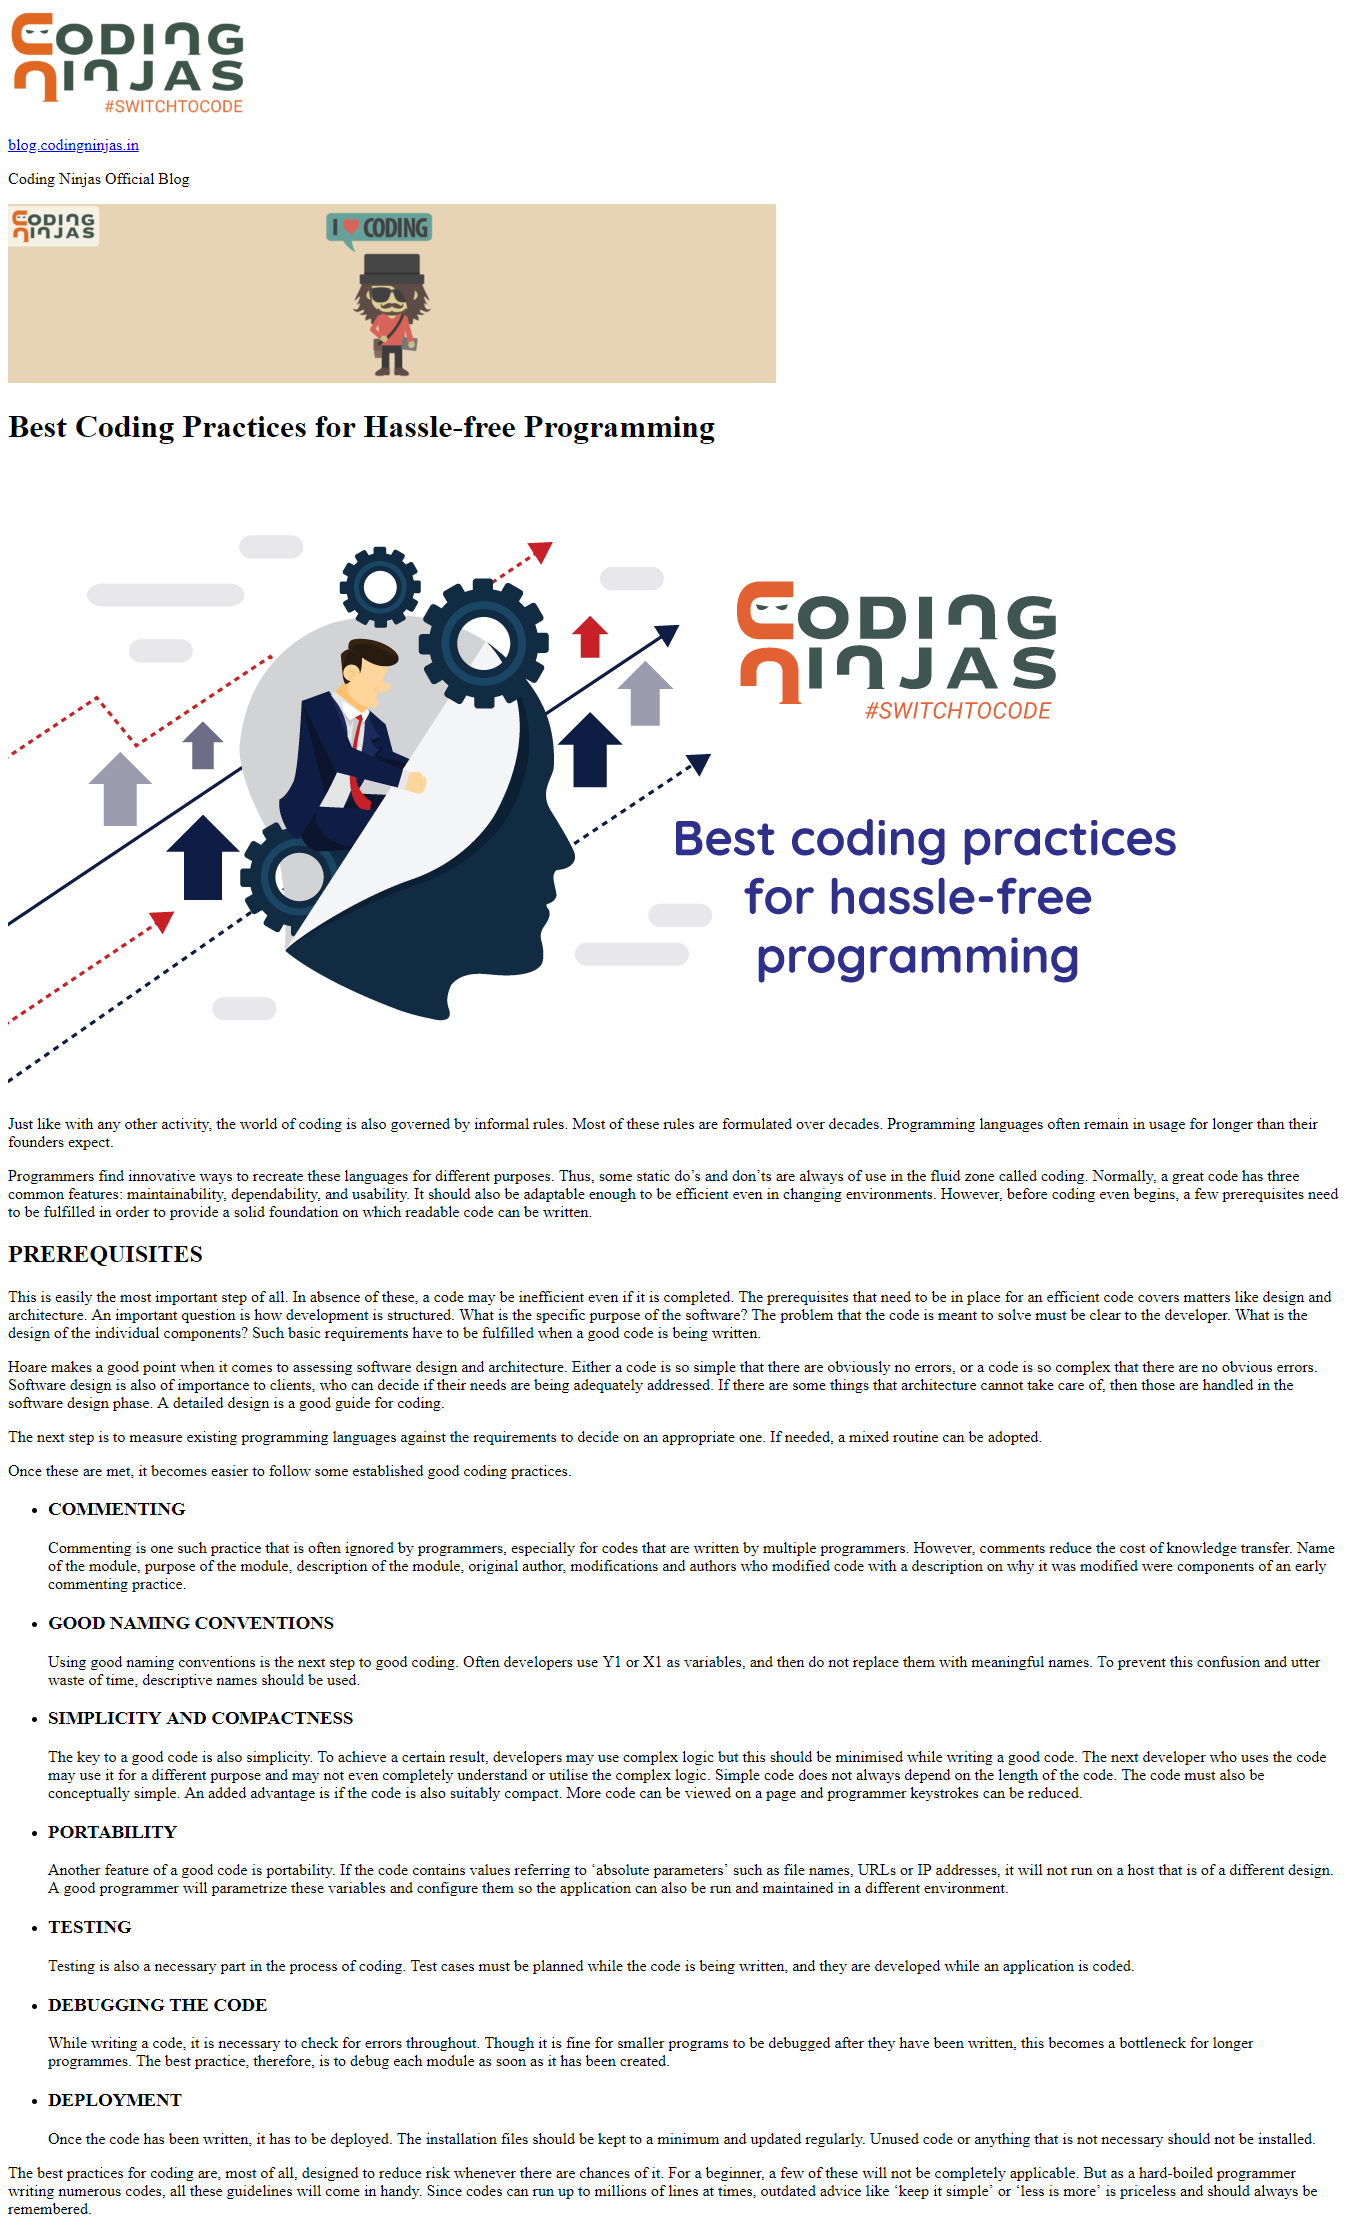 CODING
NINJAS
#SWITCHTOCODE
blog.codingninjas.in
Coding Ninjas Official Blog
CODING
NINJAS
I CODING
Best Coding Practices for Hassle-free Programming
CODING
NINJAS
#SWITCHTOCODE
Best coding practices
for hassle-free
programming
Just like with any other activity, the world of coding is also governed by informal rules. Most of these rules are formulated over decades. Programming languages often remain in usage for longer than their
founders expect.
Programmers find innovative ways to recreate these languages for different purposes. Thus, some static do’s and don’ts are always of use in the fluid zone called coding. Normally, a great code has three
common features: maintainability, dependability, and usability. It should also be adaptable enough to be efficient even in changing environments. However, before coding even begins, a few prerequisites need
to be fulfilled in order to provide a solid foundation on which readable code can be written.
PREREQUISITES
This is easily the most important step of all. In absence of these, a code may be inefficient even if it is completed. The prerequisites that need to be in place for an efficient code covers matters like design and
architecture. An important question is how development is structured. What is the specific purpose of the software? The problem that the code is meant to solve must be clear to the developer. What is the
design of the individual components? Such basic requirements have to be fulfilled when a good code is being written.
Hoare makes a good point when it comes to assessing software design and architecture. Either a code is so simple that there are obviously no errors, or a code is so complex that there are no obvious errors.
Software design is also of importance to clients, who can decide if their needs are being adequately addressed. If there are some things that architecture cannot take care of, then those are handled in the
software design phase. A detailed design is a good guide for coding.
The next step is to measure existing programming languages against the requirements to decide on an appropriate one. If needed, a mixed routine can be adopted.
Once these are met, it becomes easier to follow some established good coding practices.
• COMMENTING
Commenting is one such practice that is often ignored by programmers, especially for codes that are written by multiple programmers. However, comments reduce the cost of knowledge transfer. Name
of the module, purpose of the module, description of the module, original author, modifications and authors who modified code with a description on why it was modified were components of an early
commenting practice.
• GOOD NAMING CONVENTIONS
Using good naming conventions is the next step to good coding. Often developers use Y1 or X1 as variables, and then do not replace them with meaningful names. To prevent this confusion and utter
waste of time, descriptive names should be used.
• SIMPLICITY AND COMPACTNESS
The key to a good code is also simplicity. To achieve a certain result, developers may use complex logic but this should be minimised while writing a good code. The next developer who uses the code
may use it for a different purpose and may not even completely understand or utilise the complex logic. Simple code does not always depend on the length of the code. The code must also be
conceptually simple. An added advantage is if the code is also suitably compact. More code can be viewed on a page and programmer keystrokes can be reduced.
• PORTABILITY
Another feature of a good code is portability. If the code contains values referring to ‘absolute parameters’ such as file names, URLs or IP addresses, it will not run on a host that is of a different design.
A good programmer will parametrize these variables and configure them so the application can also be run and maintained in a different environment.
• TESTING
Testing is also a necessary part in the process of coding. Test cases must be planned while the code is being written, and they are developed while an application is coded.
• DEBUGGING THE CODE
While writing a code, it is necessary to check for errors throughout. Though it is fine for smaller programs to be debugged after they have been written, this becomes a bottleneck for longer
programmes. The best practice, therefore, is to debug each module as soon as it has been created.
• DEPLOYMENT
Once the code has been written, it has to be deployed. The installation files should be kept to a minimum and updated regularly. Unused code or anything that is not necessary should not be installed.
The best practices for coding are, most of all, designed to reduce risk whenever there are chances of it. For a beginner, a few of these will not be completely applicable. But as a hard-boiled programmer
writing numerous codes, all these guidelines will come in handy. Since codes can run up to millions of lines at times, outdated advice like ‘keep it simple’ or ‘less is more’ is priceless and should always be
remembered.